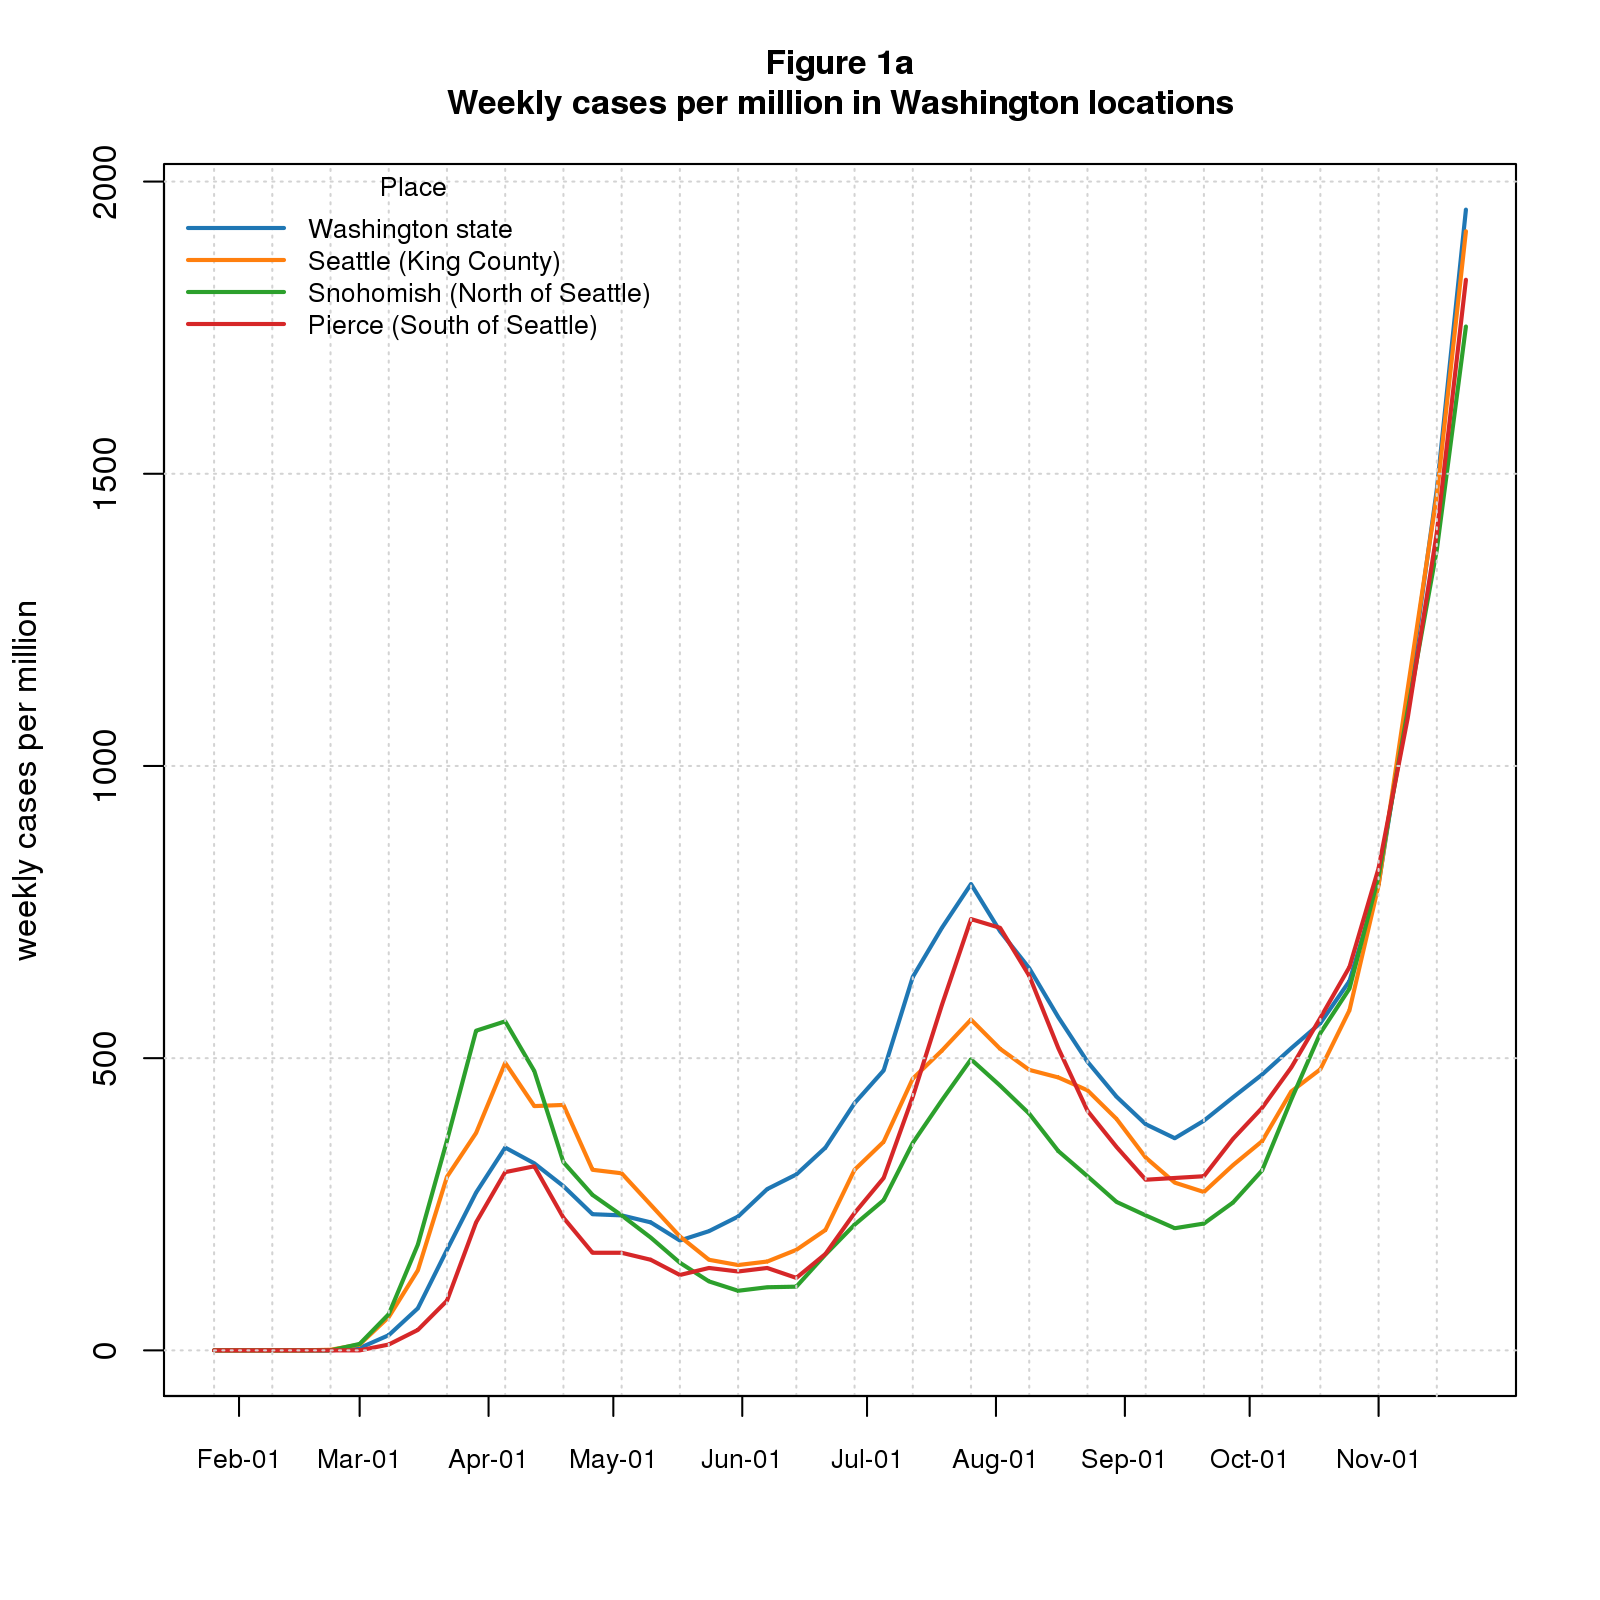 Figure 1a
Weekly cases per million in Washington locations
Place
Washington state
Seattle (King County)
Snohomish (North of Seattle)
Pierce (South of Seattle)
weekly cases per million
2000
1500
1000
500
0
Feb-01 Mar-01 Apr-01 May-01 Jun-01 Jul-01 Aug-01 Sep-01 Oct-01 Nov-01